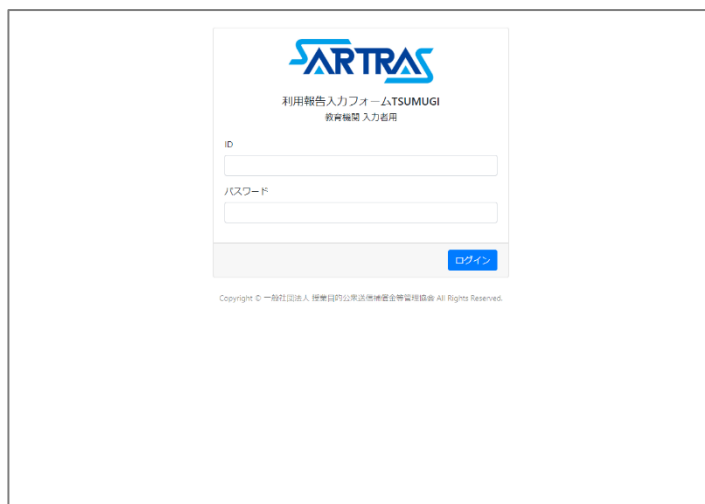 SARTRAS
利用報告入力フォームTSUMUGI
教育機関 入力者用
ID
パスワード
ログイン
Copyright © 一般社団法人 授業目的公衆送信補償金等管理協会 All Rights Reserved.